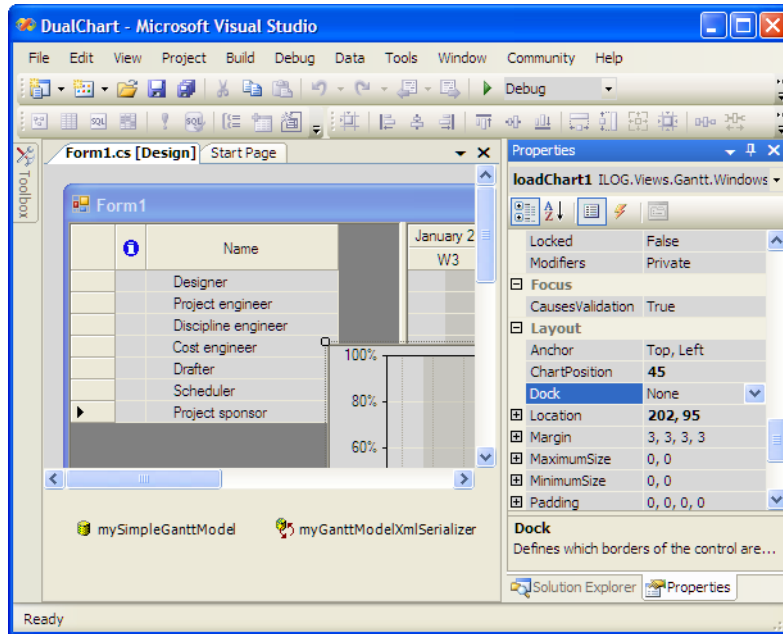 DualChart - Microsoft Visual Studio
File Edit View Project Build Debug Data Tools Window Community Help
Debug
Toolbox
Form1.cs [Design] Start Page
Form1
Name
January 2
W3
Designer
Project engineer
Discipline engineer
Cost engineer
Drafter
Scheduler
Project sponsor
100%
80%
60%
mySimpleGanttModel myGanttModelXmlSerializer
Properties
loadChart1 ILOG.Views.Gantt.Windows
Locked False
Modifiers Private
Focus
CausesValidation True
Layout
Anchor Top, Left
ChartPosition 45
Dock None
Location 202, 95
Margin 3, 3, 3, 3
MaximumSize 0, 0
MinimumSize 0, 0
Padding 0, 0, 0, 0
Dock
Defines which borders of the control are...
Solution Explorer Properties
Ready